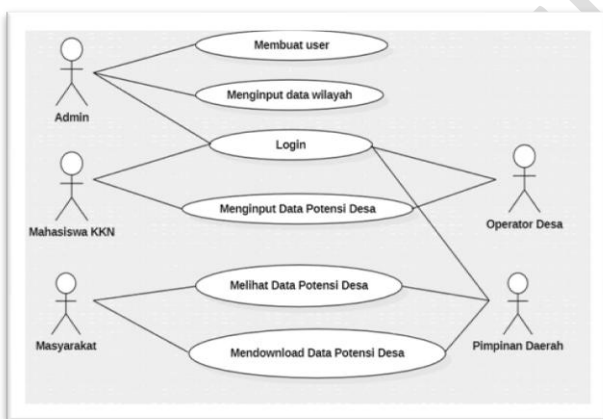 Membuat user
Menginput data wilayah
Admin
Login
Mahasiswa KKN
Menginput Data Potensi Desa
Operator Desa
Melihat Data Potensi Desa
Masyarakat
Mendownload Data Potensi Desa
Pimpinan Daerah